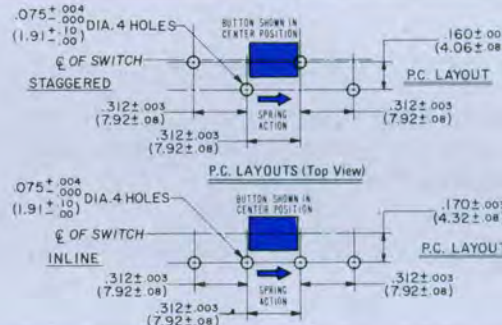 .075 +.004 -.000 DIA. 4 HOLES
(1.91 +.10 -.00)
BUTTON SHOWN IN
CENTER POSITION
.160±.003
(4.06±.08)
℄ OF SWITCH
STAGGERED
P.C. LAYOUT
.312±.003
(7.92±.08)
SPRING
ACTION
.312±.003
(7.92±.08)
.312±.003
(7.92±.08)
P.C. LAYOUTS (Top View)
.075 +.004 -.000 DIA. 4 HOLES
(1.91 +.10 -.00)
BUTTON SHOWN IN
CENTER POSITION
.170±.005
(4.32±.08)
℄ OF SWITCH
INLINE
P.C. LAYOUT
.312±.003
(7.92±.08)
SPRING
ACTION
.312±.003
(7.92±.08)
.312±.003
(7.92±.08)